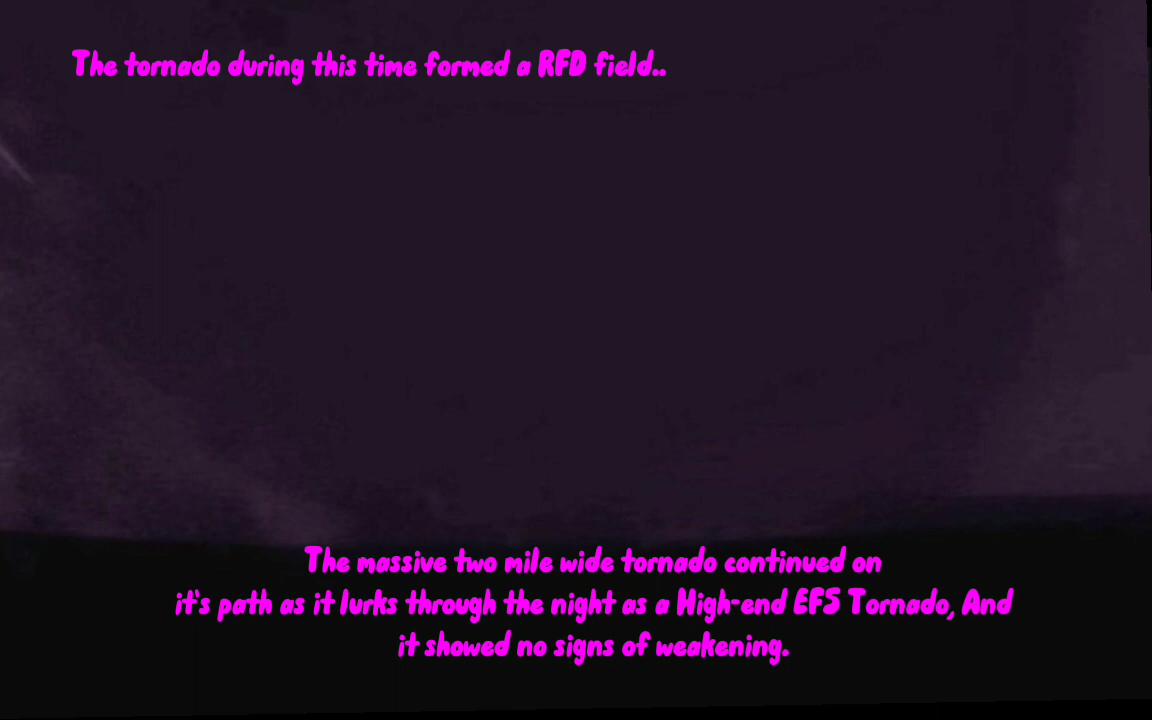 The tornado during this time formed a RFD field..
The massive two mile wide tornado continued on
it's path as it lurks through the night as a High-end EF5 Tornado, And
it showed no signs of weakening.